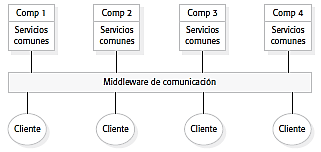 Comp 1
Servicios
comunes
Comp 2
Servicios
comunes
Comp 3
Servicios
comunes
Comp 4
Servicios
comunes
Middleware de comunicación
Cliente
Cliente
Cliente
Cliente